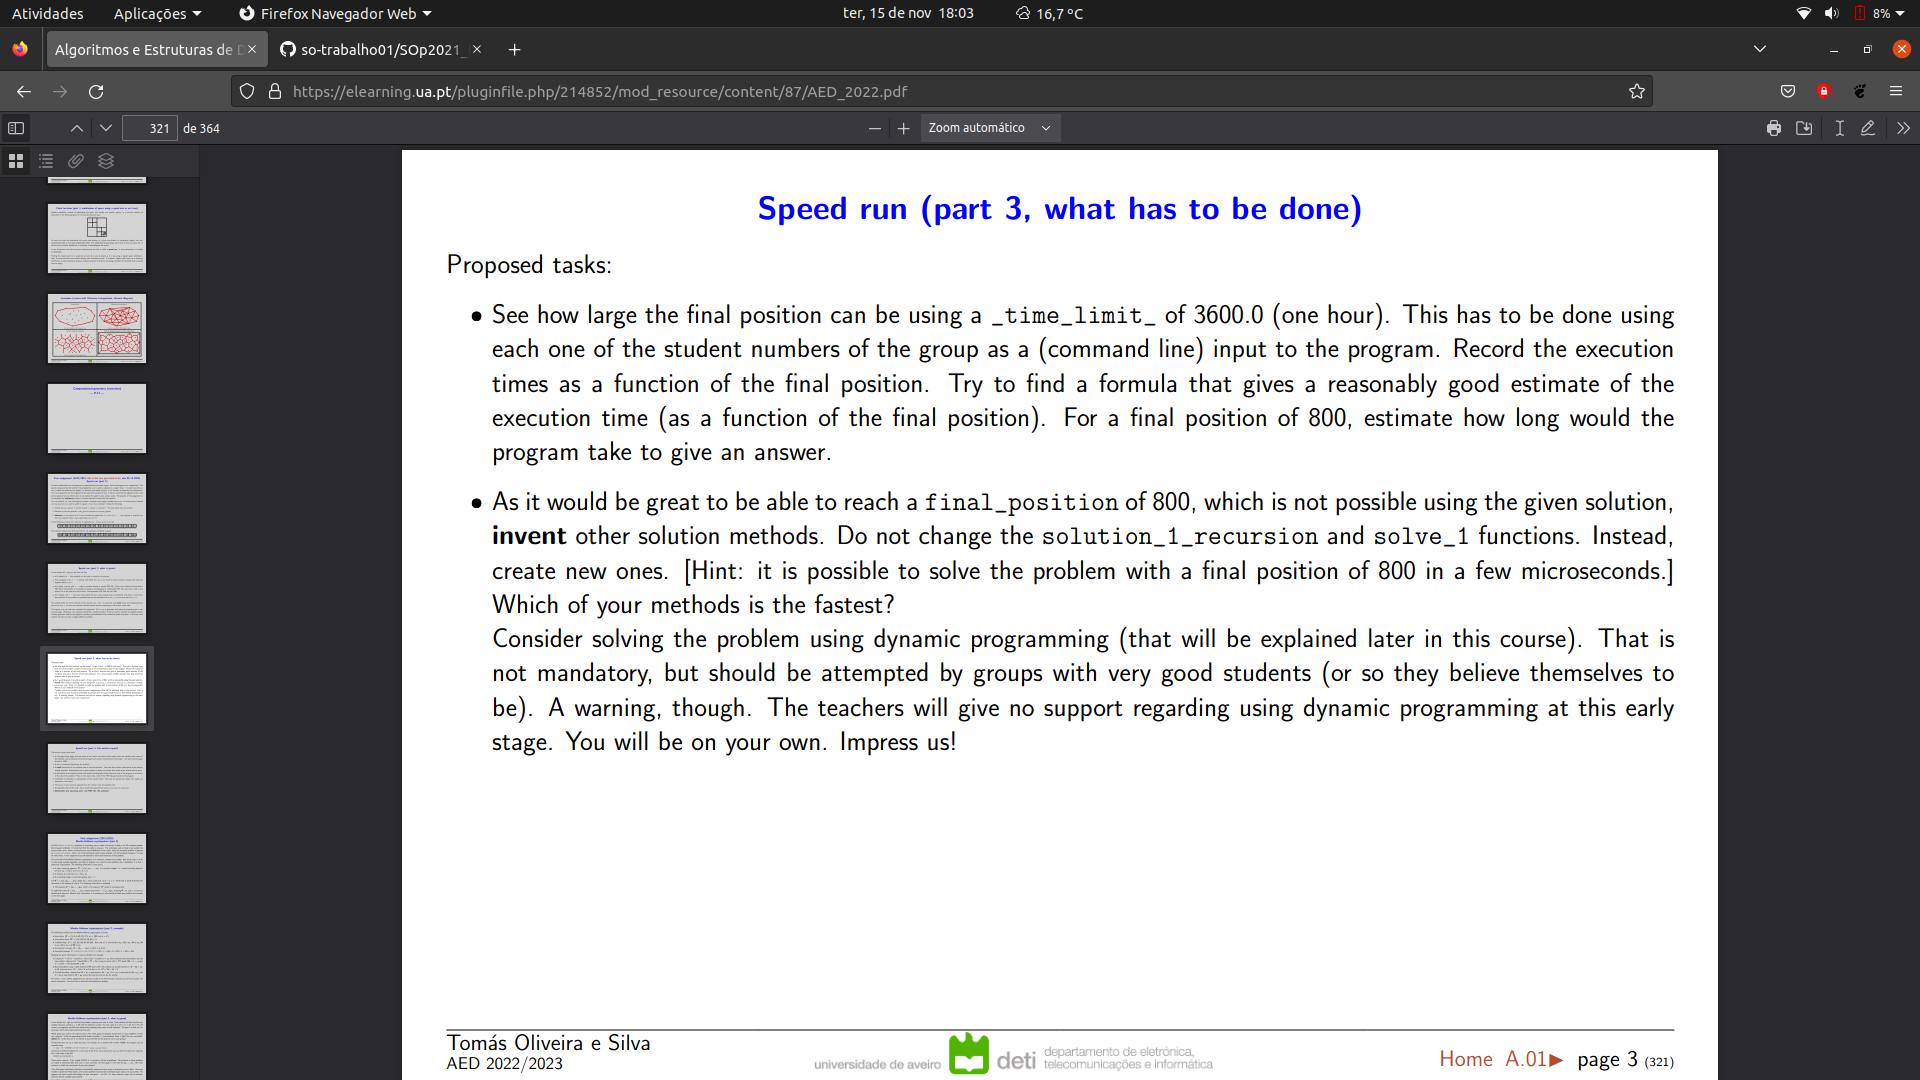 Atividades Aplicações Firefox Navegador Web ter, 15 de nov 18:03 16,7 ºC 8%
Algoritmos e Estruturas de D so-trabalho01/SOp2021_
https://elearning.ua.pt/pluginfile.php/214852/mod_resource/content/87/AED_2022.pdf
321 de 364 Zoom automático
Speed run (part 3, what has to be done)
Proposed tasks:
• See how large the final position can be using a _time_limit_ of 3600.0 (one hour). This has to be done using
each one of the student numbers of the group as a (command line) input to the program. Record the execution
times as a function of the final position. Try to find a formula that gives a reasonably good estimate of the
execution time (as a function of the final position). For a final position of 800, estimate how long would the
program take to give an answer.
• As it would be great to be able to reach a final_position of 800, which is not possible using the given solution,
invent other solution methods. Do not change the solution_1_recursion and solve_1 functions. Instead,
create new ones. [Hint: it is possible to solve the problem with a final position of 800 in a few microseconds.]
Which of your methods is the fastest?
Consider solving the problem using dynamic programming (that will be explained later in this course). That is
not mandatory, but should be attempted by groups with very good students (or so they believe themselves to
be). A warning, though. The teachers will give no support regarding using dynamic programming at this early
stage. You will be on your own. Impress us!
Tomás Oliveira e Silva
AED 2022/2023
universidade de aveiro deti departamento de eletrónica,
telecomunicações e informática
Home A.01▶ page 3 (321)